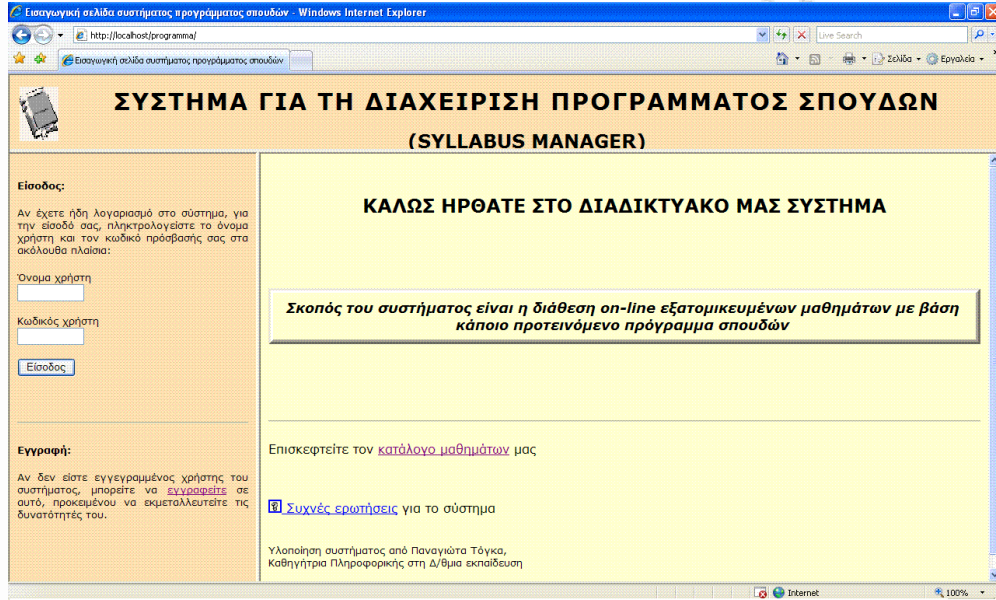 Εισαγωγική σελίδα συστήματος προγράμματος σπουδών - Windows Internet Explorer
http://localhost/programma/
Live Search
Εισαγωγική σελίδα συστήματος προγράμματος σπουδών
Σελίδα
Εργαλεία
ΣΥΣΤΗΜΑ ΓΙΑ ΤΗ ΔΙΑΧΕΙΡΙΣΗ ΠΡΟΓΡΑΜΜΑΤΟΣ ΣΠΟΥΔΩΝ
(SYLLABUS MANAGER)
Είσοδος:
Αν έχετε ήδη λογαριασμό στο σύστημα, για
την είσοδό σας, πληκτρολογείστε το όνομα
χρήστη και τον κωδικό πρόσβασής σας στα
ακόλουθα πλαίσια:
Όνομα χρήστη
Κωδικός χρήστη
Είσοδος
Εγγραφή:
Αν δεν είστε εγγεγραμμένος χρήστης του
συστήματος, μπορείτε να εγγραφείτε σε
αυτό, προκειμένου να εκμεταλλευτείτε τις
δυνατότητές του.
ΚΑΛΩΣ ΗΡΘΑΤΕ ΣΤΟ ΔΙΑΔΙΚΤΥΑΚΟ ΜΑΣ ΣΥΣΤΗΜΑ
Σκοπός του συστήματος είναι η διάθεση on-line εξατομικευμένων μαθημάτων με βάση
κάποιο προτεινόμενο πρόγραμμα σπουδών
Επισκεφτείτε τον κατάλογο μαθημάτων μας
Συχνές ερωτήσεις για το σύστημα
Υλοποίηση συστήματος από Παναγιώτα Τόγκα,
Καθηγήτρια Πληροφορικής στη Δ/θμια εκπαίδευση
Internet
100%